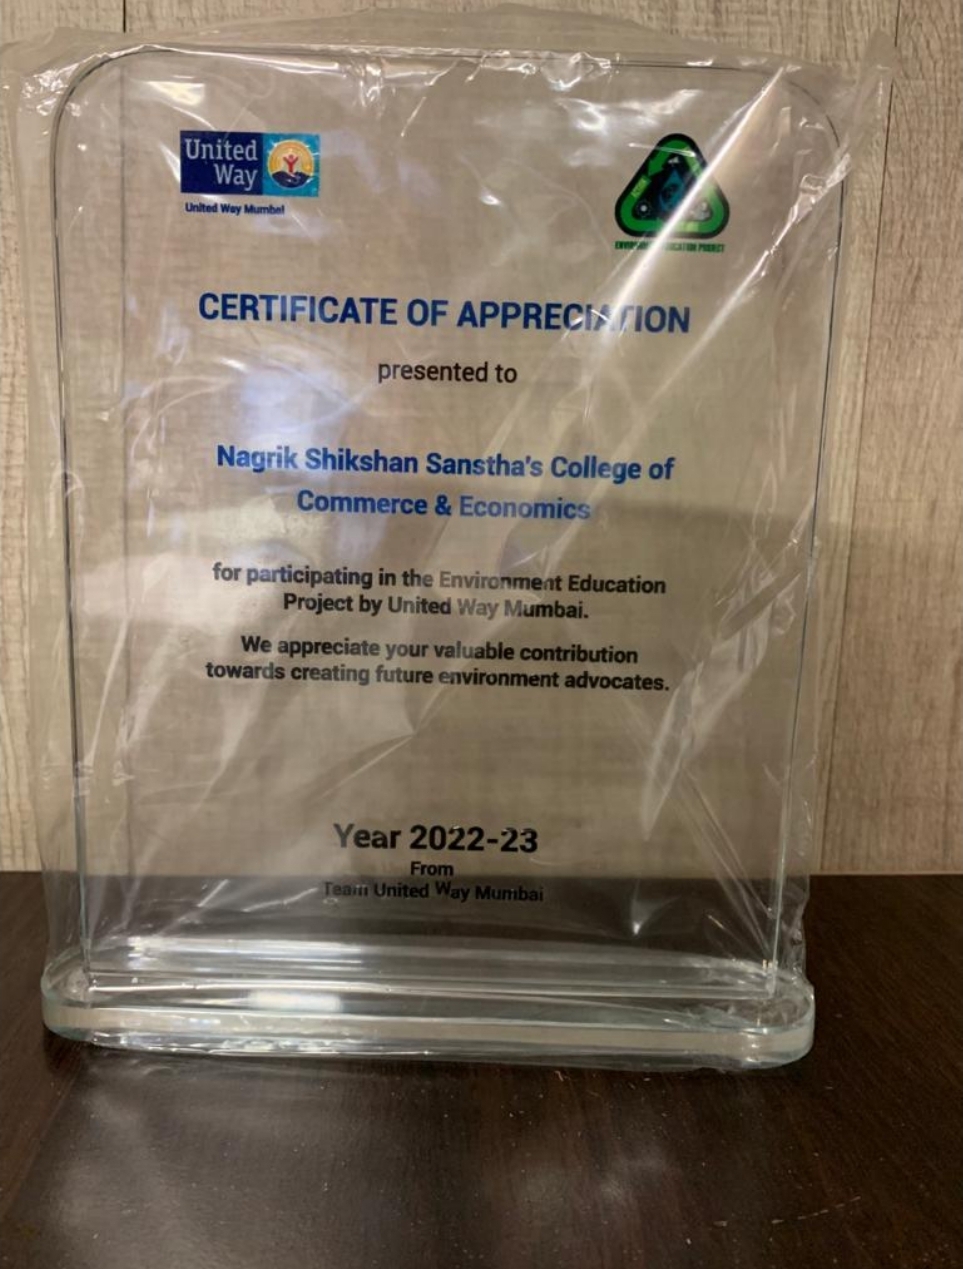 United
Way
United Way Mumbai
CERTIFICATE OF APPRECIATION
presented to
Nagrik Shikshan Sanstha's College of
Commerce & Economics
for participating in the Environment Education
Project by United Way Mumbai.
We appreciate your valuable contribution
towards creating future environment advocates.
Year 2022-23
From
Team United Way Mumbai